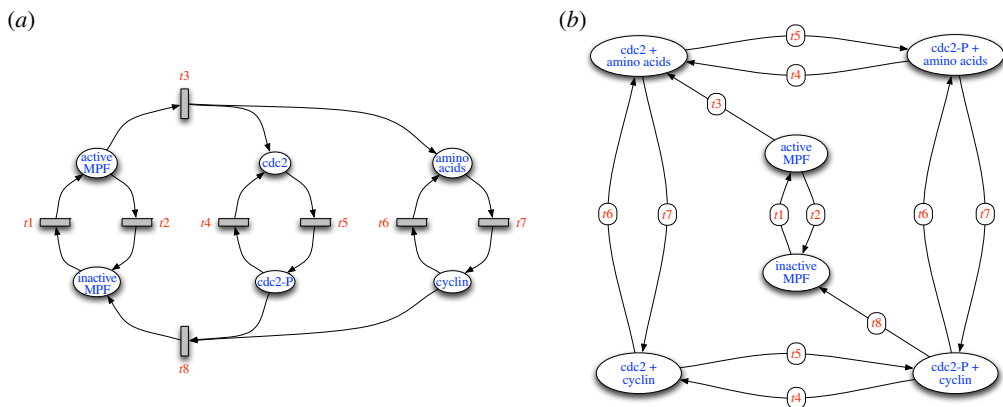 (a)
t3
active
MPF
cdc2
amino
acids
t1
t2
t4
t5
t6
t7
inactive
MPF
cdc2-P
cyclin
t8
(b)
cdc2 +
amino acids
t5
t4
cdc2-P +
amino acids
t3
active
MPF
t6
t7
t1
t2
t6
t7
inactive
MPF
t8
cdc2 +
cyclin
t5
t4
cdc2-P +
cyclin